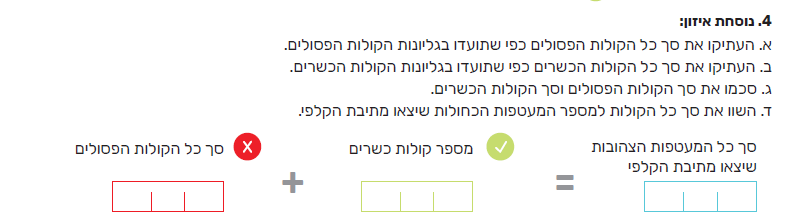 4. נוסחת איזון:
א. העתיקו את סך כל הקולות הפסולים כפי שתועדו בגליונות הקולות הפסולים.
ב. העתיקו את סך כל הקולות הכשרים כפי שתועדו בגליונות הקולות הכשרים.
ג. סכמו את סך הקולות הפסולים וסך הקולות הכשרים.
ד. השוו את סך כל הקולות למספר המעטפות הכחולות שיצאו מתיבת הקלפי.
סך כל המעטפות הצהובות
שיצאו מתיבת הקלפי
=
מספר קולות כשרים
+
סך כל הקולות הפסולים